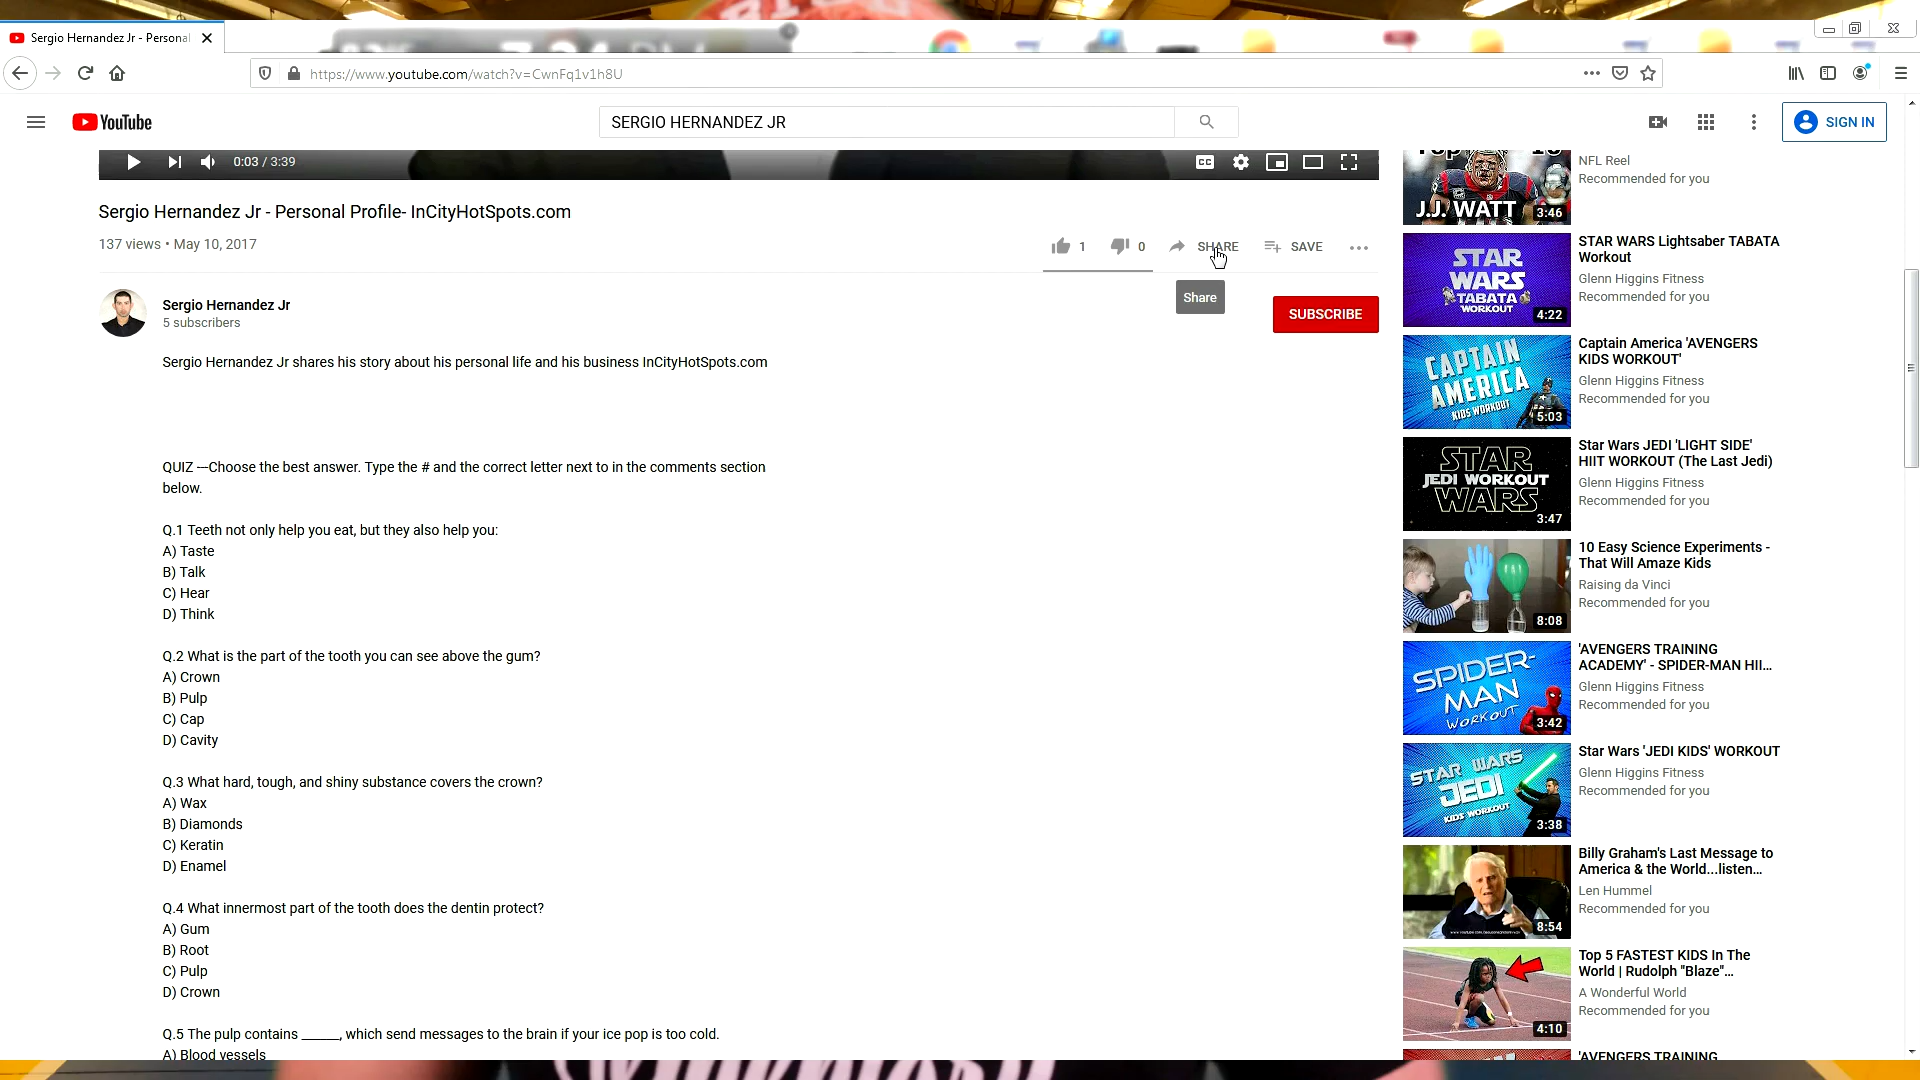 Sergio Hernandez Jr - Personal
https://www.youtube.com/watch?v=CwnFq1v1h8U
YouTube
SERGIO HERNANDEZ JR
SIGN IN
0:03 / 3:39
CC
Sergio Hernandez Jr - Personal Profile- InCityHotSpots.com
137 views • May 10, 2017
1
0
SHARE
SAVE
Share
Sergio Hernandez Jr
5 subscribers
SUBSCRIBE
Sergio Hernandez Jr shares his story about his personal life and his business InCityHotSpots.com
QUIZ ---Choose the best answer. Type the # and the correct letter next to in the comments section
below.
Q.1 Teeth not only help you eat, but they also help you:
A) Taste
B) Talk
C) Hear
D) Think
Q.2 What is the part of the tooth you can see above the gum?
A) Crown
B) Pulp
C) Cap
D) Cavity
Q.3 What hard, tough, and shiny substance covers the crown?
A) Wax
B) Diamonds
C) Keratin
D) Enamel
Q.4 What innermost part of the tooth does the dentin protect?
A) Gum
B) Root
C) Pulp
D) Crown
Q.5 The pulp contains ______, which send messages to the brain if your ice pop is too cold.
A) Blood vessels
J.J. WATT
3:46
NFL Reel
Recommended for you
STAR
WARS
TABATA
WORKOUT
4:22
STAR WARS Lightsaber TABATA
Workout
Glenn Higgins Fitness
Recommended for you
CAPTAIN
AMERICA
KIDS WORKOUT
5:03
Captain America 'AVENGERS
KIDS WORKOUT'
Glenn Higgins Fitness
Recommended for you
STAR
JEDI WORKOUT
WARS
3:47
Star Wars JEDI 'LIGHT SIDE'
HIIT WORKOUT (The Last Jedi)
Glenn Higgins Fitness
Recommended for you
8:08
10 Easy Science Experiments -
That Will Amaze Kids
Raising da Vinci
Recommended for you
SPIDER-
MAN
WORKOUT
3:42
'AVENGERS TRAINING
ACADEMY' - SPIDER-MAN HII...
Glenn Higgins Fitness
Recommended for you
STAR WARS
JEDI
KIDS WORKOUT
3:38
Star Wars 'JEDI KIDS' WORKOUT
Glenn Higgins Fitness
Recommended for you
8:54
Billy Graham's Last Message to
America & the World...listen...
Len Hummel
Recommended for you
4:10
Top 5 FASTEST KIDS In The
World | Rudolph "Blaze"...
A Wonderful World
Recommended for you
'AVENGERS TRAINING